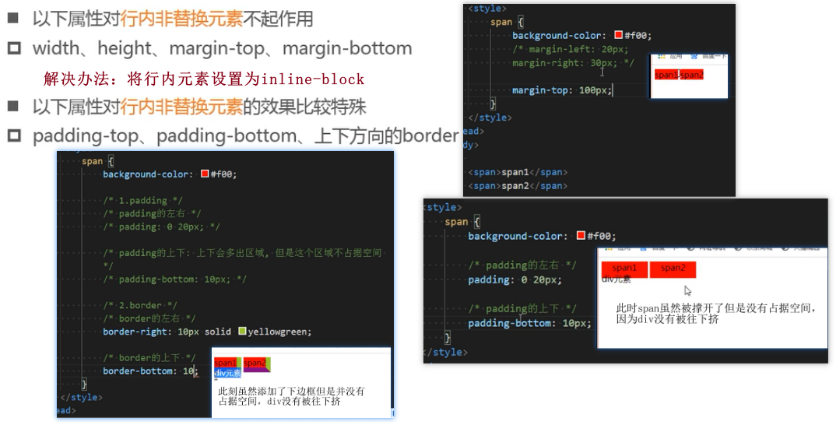 以下属性对行内非替换元素不起作用
width、height、margin-top、margin-bottom
解决办法：将行内元素设置为inline-block
以下属性对行内非替换元素的效果比较特殊
padding-top、padding-bottom、上下方向的border
<style>
span {
background-color: #f00;
/* margin-left: 20px;
margin-right: 30px; */
margin-top: 100px;
}
</style>
ead>
dy>
<span>span1</span>
<span>span2</span>
span1 span2
span {
background-color: #f00;
/* 1.padding */
/* padding的左右 */
/* padding: 0 20px; */
/* padding的上下: 上下会多出区域, 但是这个区域不占据空间
*/
/* padding-bottom: 10px; */
/* 2.border */
/* border的左右 */
border-right: 10px solid yellowgreen;
/* border的上下 */
border-bottom: 10;
}
</style>
ead>
span1 span2
div元素
此刻虽然添加了下边框但是并没有
占据空间，div没有被往下挤
<style>
span {
background-color: #f00;
/* padding的左右 */
padding: 0 20px;
/* padding的上下 */
padding-bottom: 10px;
}
</style>
span1 span2
div元素
此时span虽然被撑开了但是没有占据空间，
因为div没有被往下挤